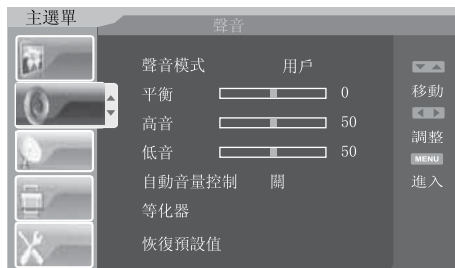 主選單
聲音
聲音模式 用戶
平衡 0
高音 50
低音 50
自動音量控制 關
等化器
恢復預設值
移動
調整
MENU
進入